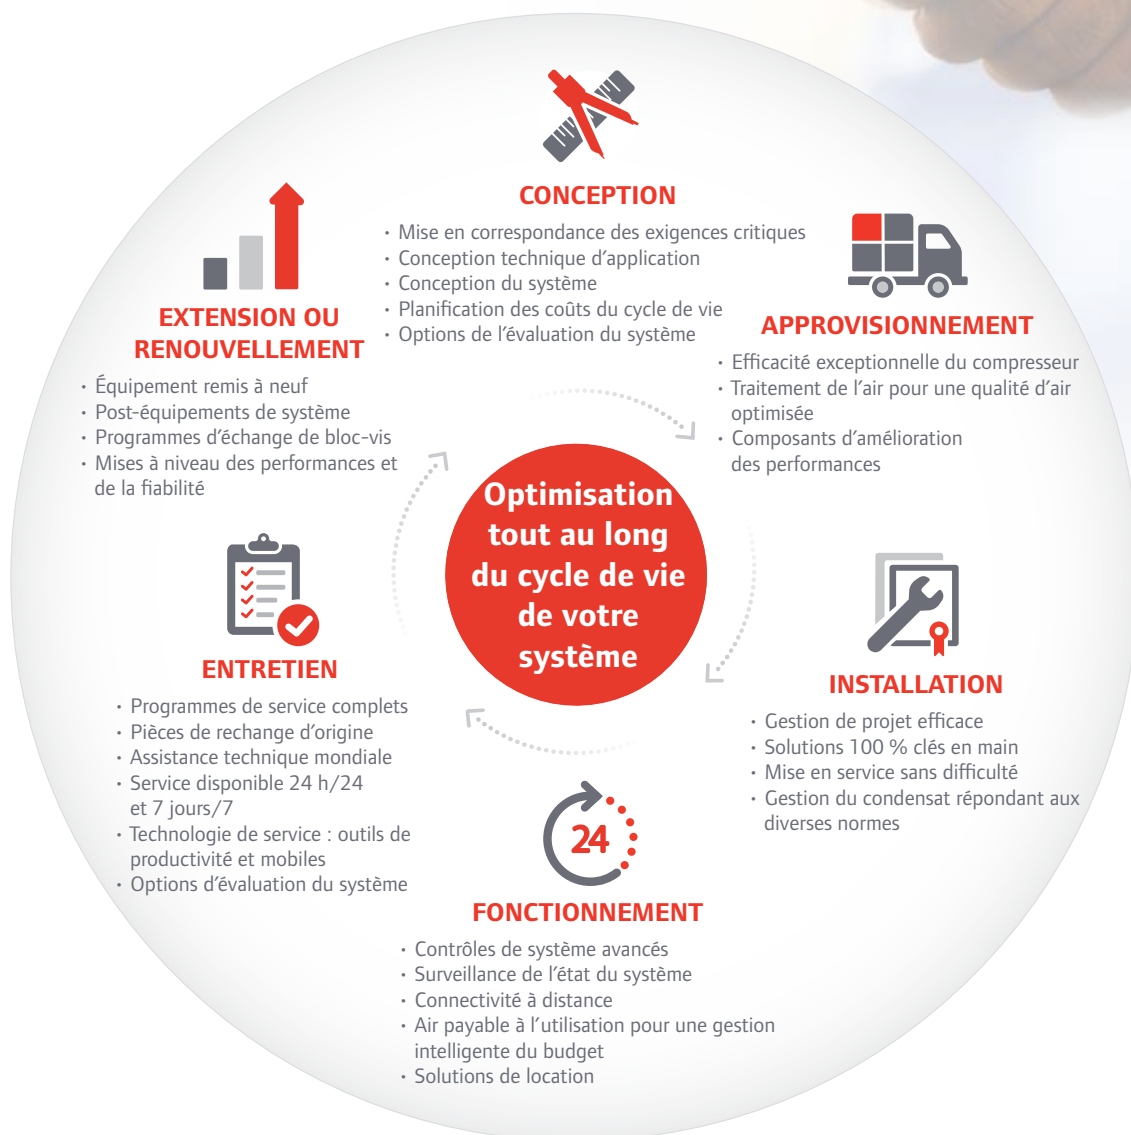 CONCEPTION
• Mise en correspondance des exigences critiques
• Conception technique d'application
• Conception du système
• Planification des coûts du cycle de vie
• Options de l'évaluation du système
APPROVISIONNEMENT
• Efficacité exceptionnelle du compresseur
• Traitement de l'air pour une qualité d'air
optimisée
• Composants d'amélioration
des performances
INSTALLATION
• Gestion de projet efficace
• Solutions 100 % clés en main
• Mise en service sans difficulté
• Gestion du condensat répondant aux
diverses normes
24
FONCTIONNEMENT
• Contrôles de système avancés
• Surveillance de l'état du système
• Connectivité à distance
• Air payable à l'utilisation pour une gestion
intelligente du budget
• Solutions de location
ENTRETIEN
• Programmes de service complets
• Pièces de rechange d'origine
• Assistance technique mondiale
• Service disponible 24 h/24
et 7 jours/7
• Technologie de service : outils de
productivité et mobiles
• Options d'évaluation du système
EXTENSION OU
RENOUVELLEMENT
• Équipement remis à neuf
• Post-équipements de système
• Programmes d'échange de bloc-vis
• Mises à niveau des performances et
de la fiabilité
Optimisation
tout au long
du cycle de vie
de votre
système